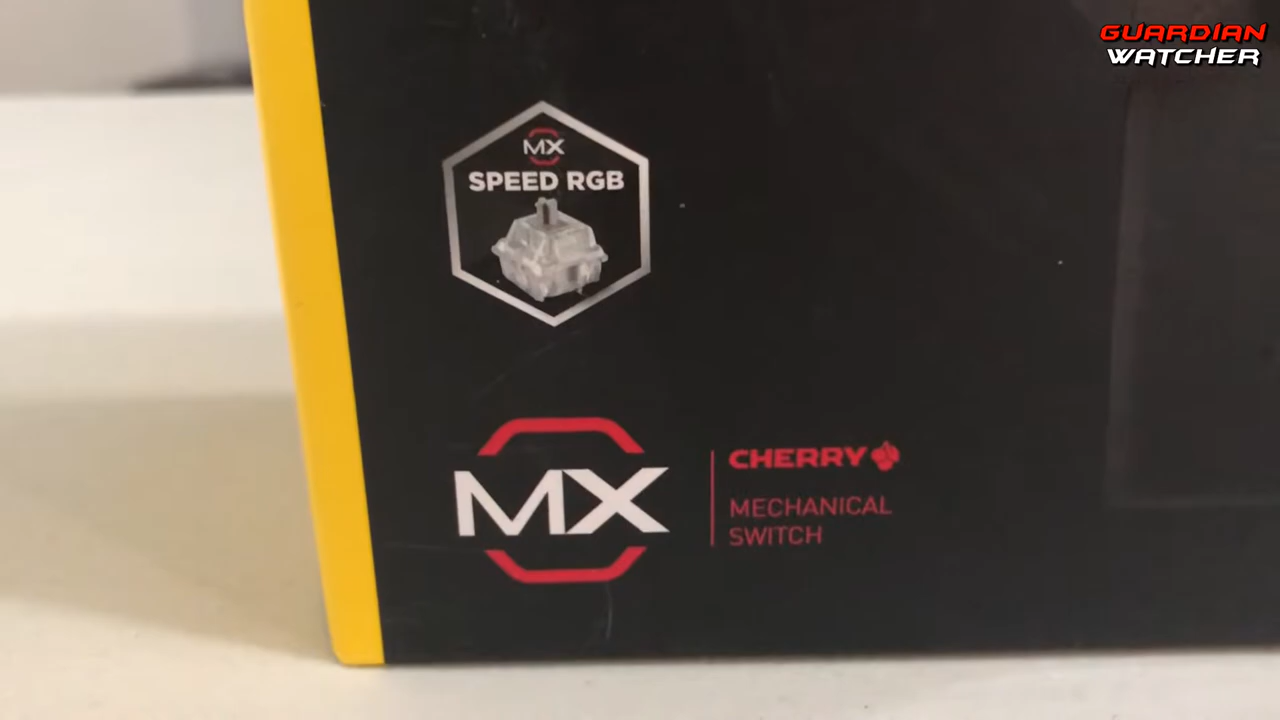 GUARDIAN
WATCHER
MX
SPEED RGB
MX
CHERRY
MECHANICAL
SWITCH